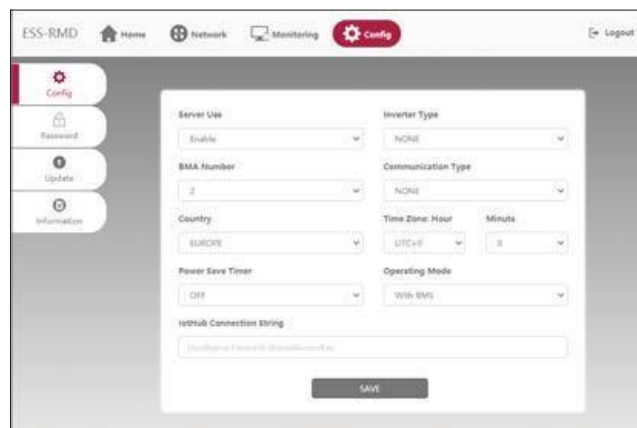 ESS-RMD Home Network Monitoring Config Logout
Config
Password
Update
Information
Server Use Inverter Type
Enable NONE
BMA Number Communication Type
2 NONE
Country Time Zone: Hour Minute
EUROPE UTC+0 0
Power Save Timer Operating Mode
OFF With BMS
IotHub Connection String
SAVE